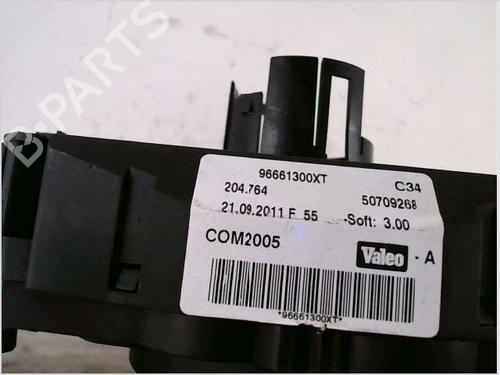 B-PARTS
96661300XT C34
204.764 50709268
21.09.2011 F 55 -Soft: 3.00
COM2005 Valeo - A
*96661300XT*